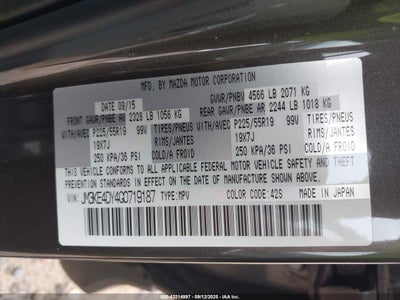 MFD. BY MAZDA MOTOR CORPORATION
DATE 09/15 GVWR/PNBV 4566 LB 2071 KG
FRONT GAWR/PNBE AV 2328 LB 1056 KG REAR GAWR/PNBE AR 2244 LB 1018 KG
WITH/AVEC P225/55R19 99V TIRES/PNEUS WITH/AVEC P225/55R19 99V TIRES/PNEUS
19X7J RIMS/JANTES 19X7J RIMS/JANTES
250 KPA/36 PSI COLD/A FROID 250 KPA/36 PSI COLD/A FROID
THIS VEHICLE CONFORMS TO ALL APPLICABLE FEDERAL MOTOR VEHICLE SAFETY, BUMPER,
AND THEFT PREVENTION STANDARDS IN EFFECT ON THE DATE OF MANUFACTURE SHOWN ABOVE.
VIN: JM3KE4DY4G0719187 TYPE:MPV COLOR CODE: 42S MADE IN JAPAN